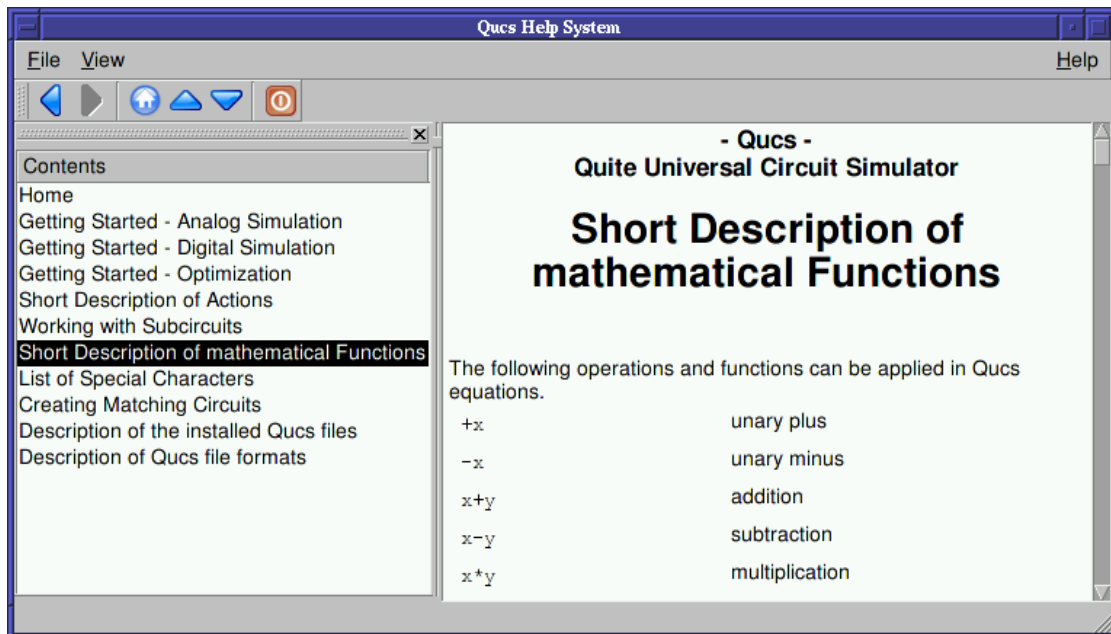 Qucs Help System
File View Help
Contents
Home
Getting Started - Analog Simulation
Getting Started - Digital Simulation
Getting Started - Optimization
Short Description of Actions
Working with Subcircuits
Short Description of mathematical Functions
List of Special Characters
Creating Matching Circuits
Description of the installed Qucs files
Description of Qucs file formats
- Qucs -
Quite Universal Circuit Simulator
Short Description of
mathematical Functions
The following operations and functions can be applied in Qucs
equations.
+x unary plus
-x unary minus
x+y addition
x-y subtraction
x*y multiplication